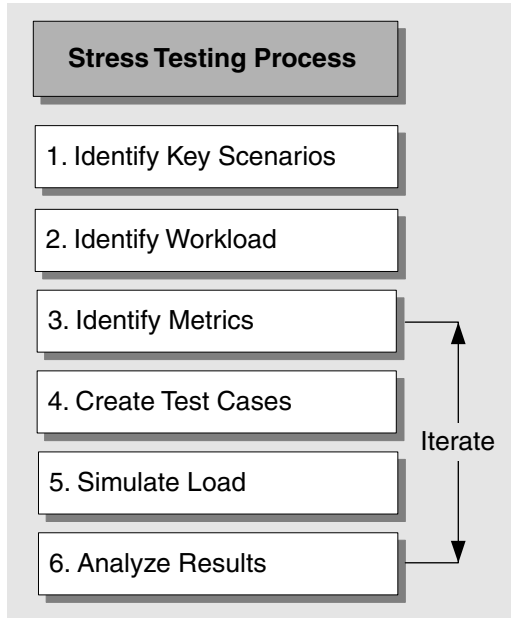 Stress Testing Process
1. Identify Key Scenarios
2. Identify Workload
3. Identify Metrics
4. Create Test Cases
Iterate
5. Simulate Load
6. Analyze Results